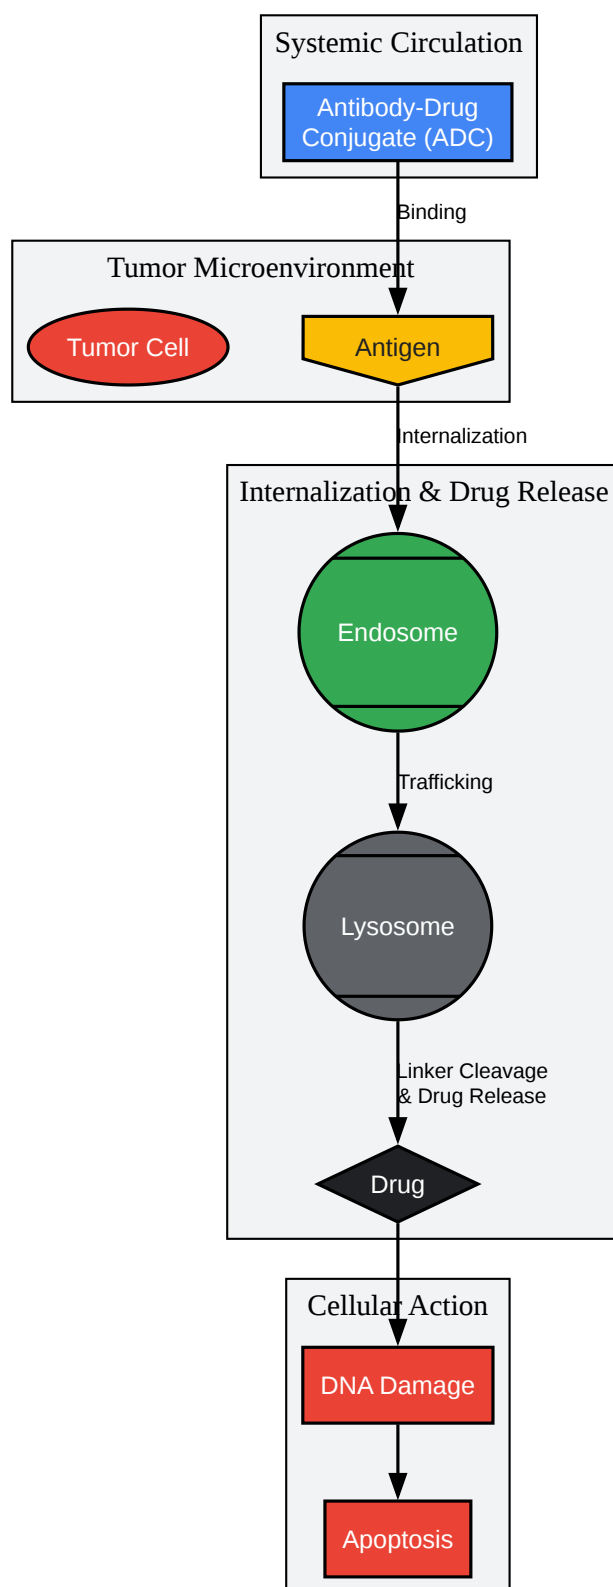 Systemic Circulation
Antibody-Drug
Conjugate (ADC)
Binding
Tumor Microenvironment
Tumor Cell
Antigen
Internalization
Internalization & Drug Release
Endosome
Trafficking
Lysosome
Linker Cleavage
& Drug Release
Drug
Cellular Action
DNA Damage
Apoptosis